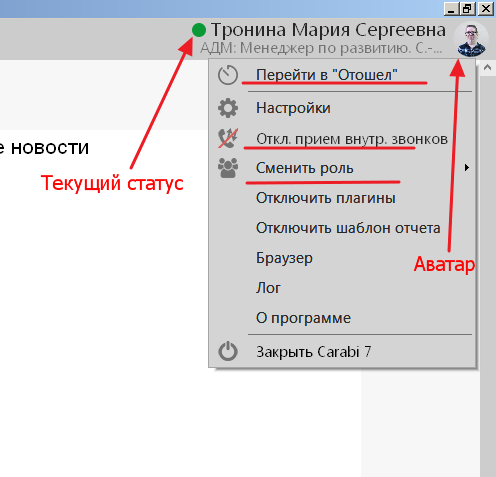 Тронина Мария Сергеевна
АДМ: Менеджер по развитию. С.-...
Перейти в "Отошел"
Настройки
е новости
Откл. прием внутр. звонков
Сменить роль
Текущий статус
Отключить плагины
Отключить шаблон отчета
Браузер
Аватар
Лог
О программе
Закрыть Carabi 7